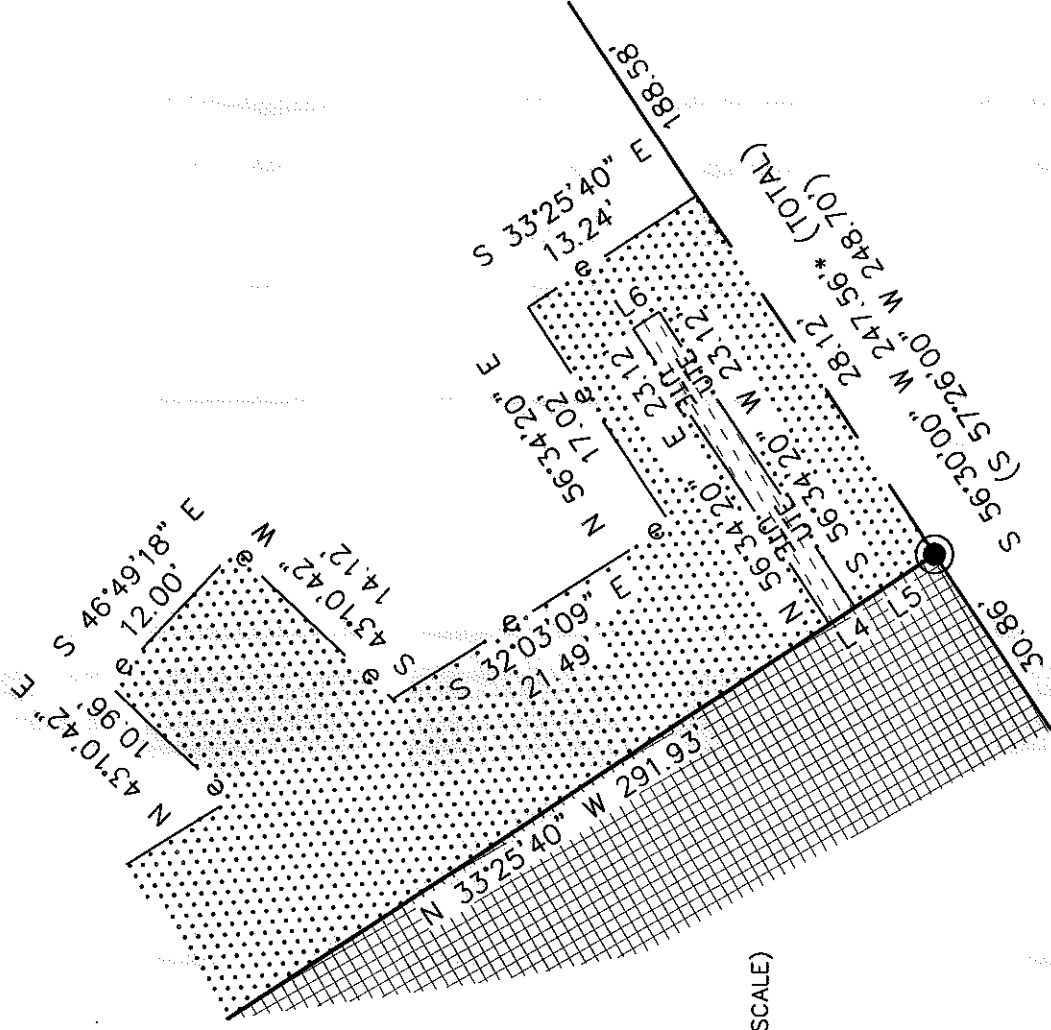 188.58'
S 33°25'40" E
13.24'
S 56°30'00" W 247.56'* (TOTAL)
(S 57°26'00" W 248.70')
28.12'
L6
N 56°34'20" E
17.02'
e
e
N 56°34'20" E 23.12'
UTE
UTE
S 56°34'20" W 23.12'
S 46°49'18" E
12.00'
e
e
N 43°10'42" E
10.96'
e
S 43°10'42" W
14.12'
e
S 32°03'09" E
21 49'
e
e
N 33°25'40" W 291 93'
L4
L5
30.86'
SCALE)